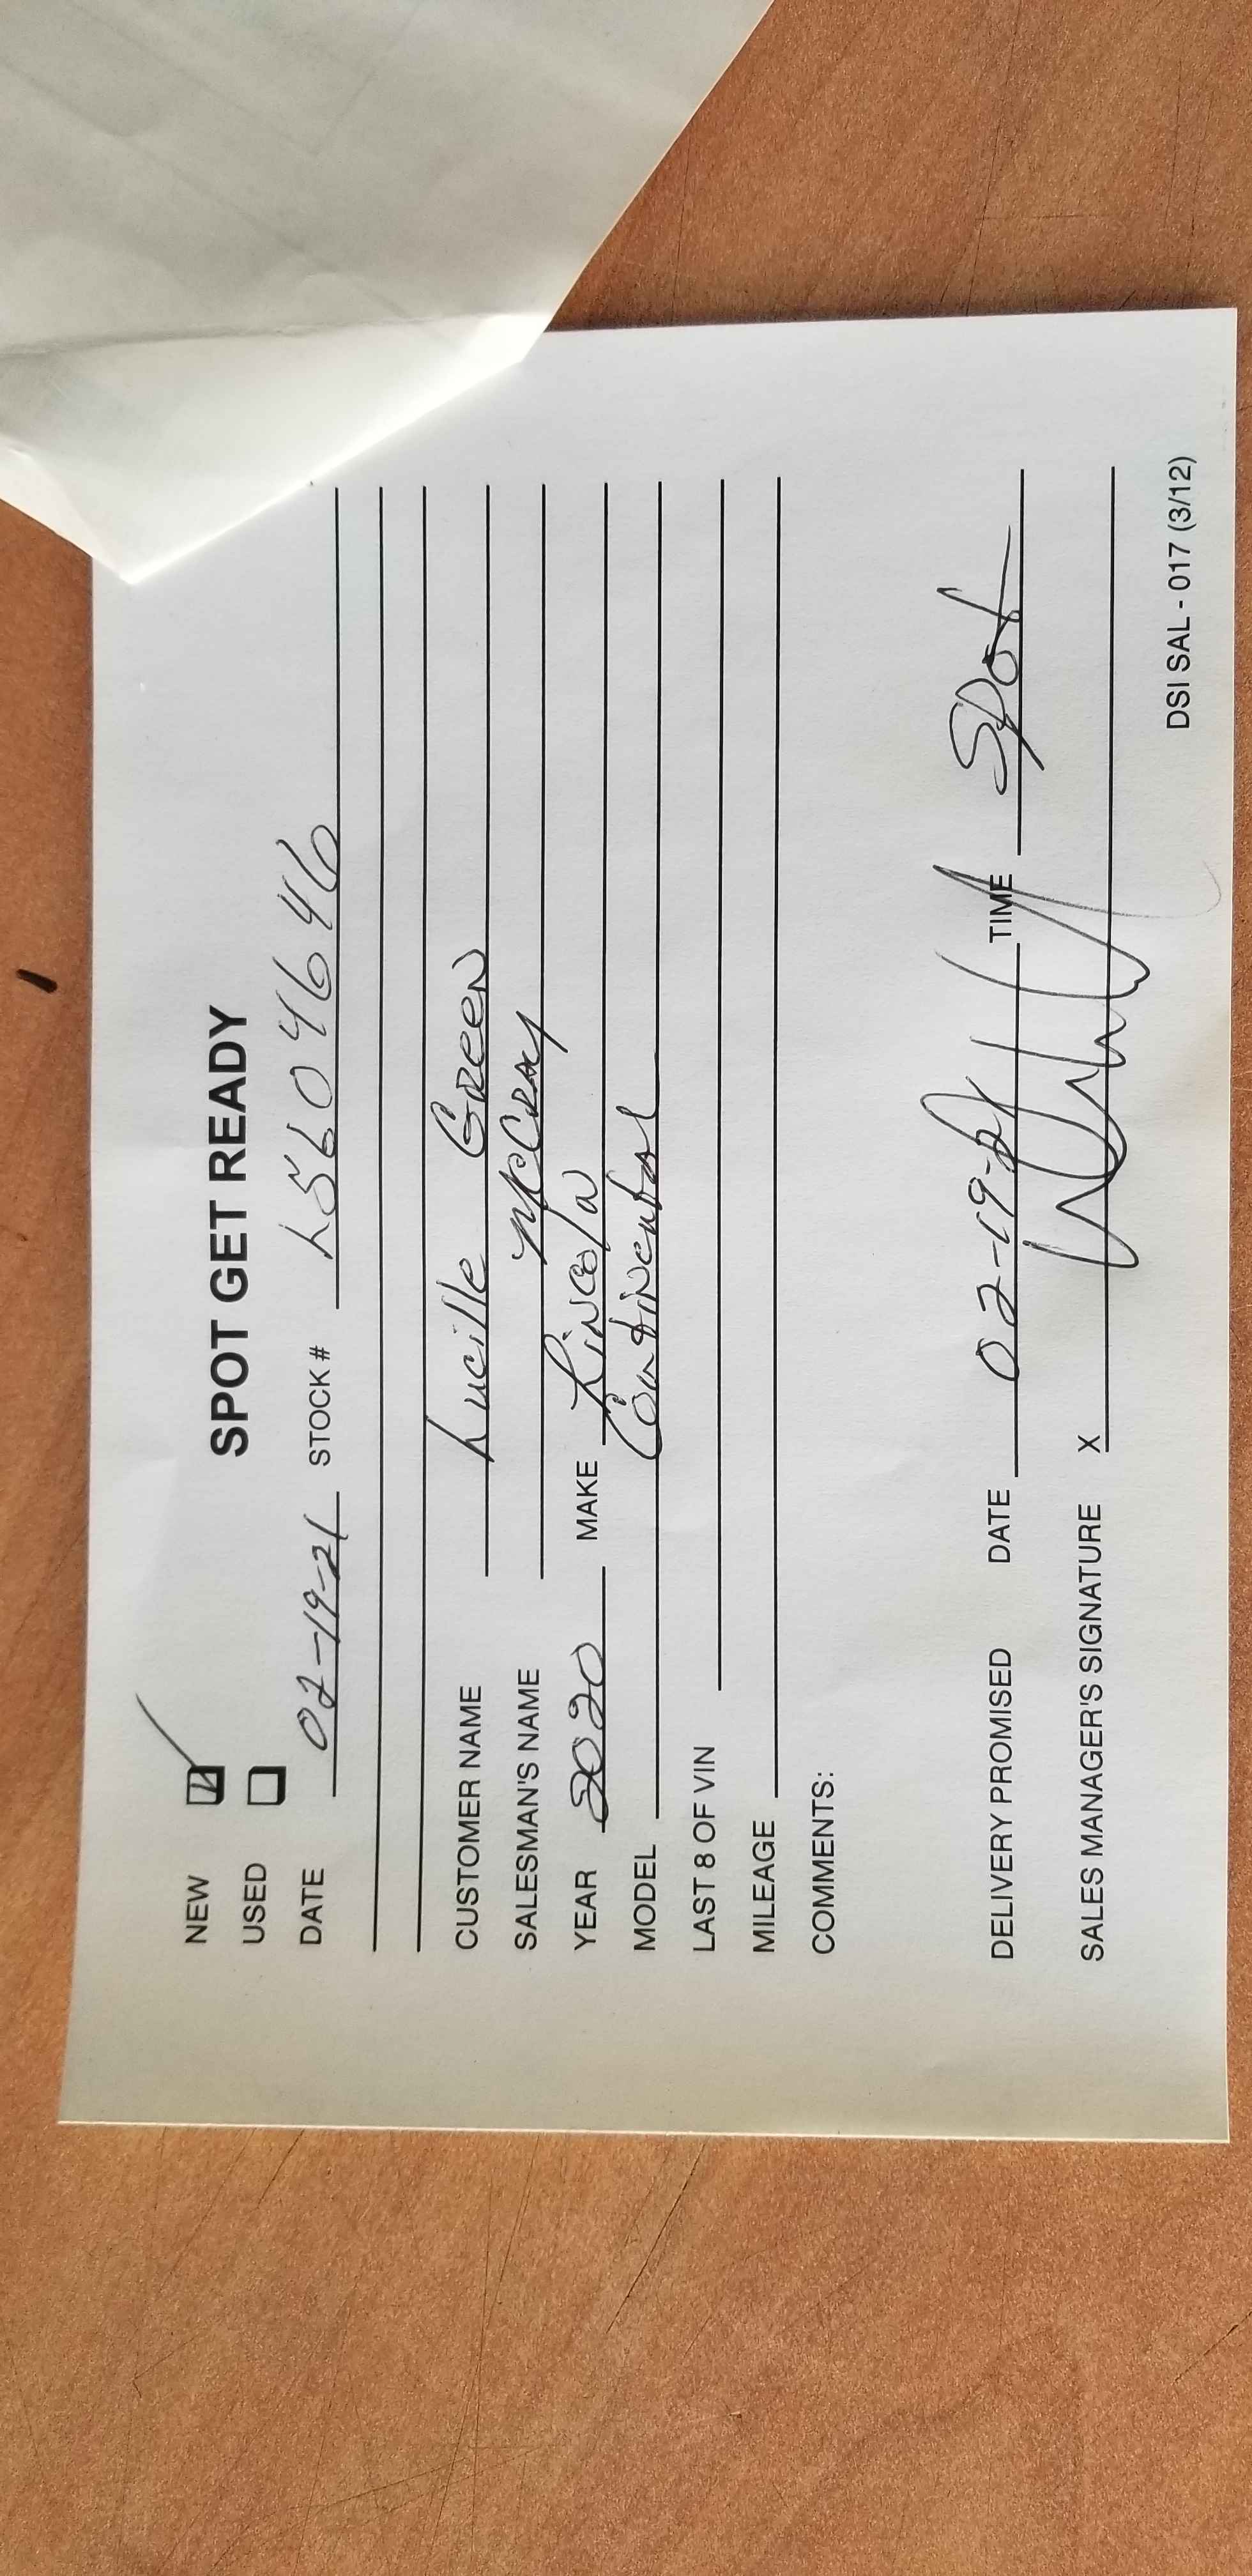 SPOT GET READY
NEW
USED
DATE 02-19-21 STOCK # L5604646
CUSTOMER NAME Lucille Green
SALESMAN'S NAME McCray
YEAR 2020 MAKE Lincoln
MODEL Continental
LAST 8 OF VIN
MILEAGE
COMMENTS:
DELIVERY PROMISED DATE 02-19-21 TIME Spot
SALES MANAGER'S SIGNATURE X
DSI SAL - 017 (3/12)